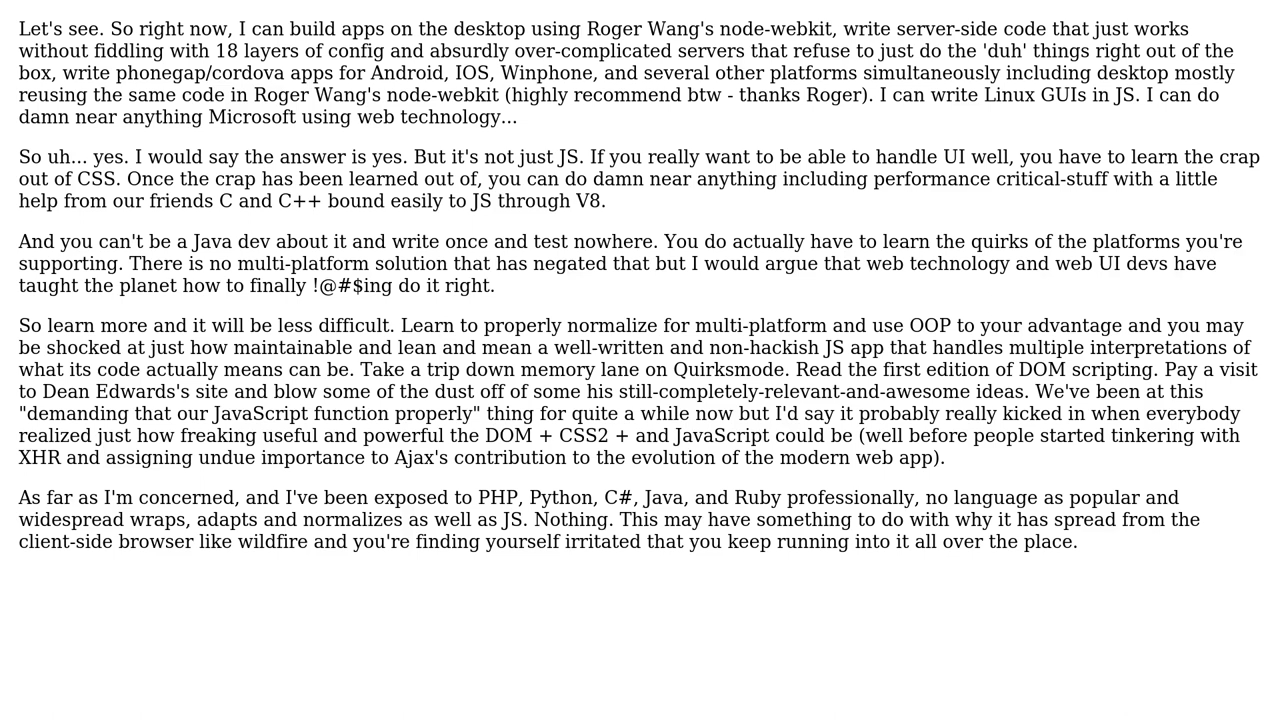 Let's see. So right now, I can build apps on the desktop using Roger Wang's node-webkit, write server-side code that just works
without fiddling with 18 layers of config and absurdly over-complicated servers that refuse to just do the 'duh' things right out of the
box, write phonegap/cordova apps for Android, IOS, Winphone, and several other platforms simultaneously including desktop mostly
reusing the same code in Roger Wang's node-webkit (highly recommend btw - thanks Roger). I can write Linux GUIs in JS. I can do
damn near anything Microsoft using web technology...
So uh... yes. I would say the answer is yes. But it's not just JS. If you really want to be able to handle UI well, you have to learn the crap
out of CSS. Once the crap has been learned out of, you can do damn near anything including performance critical-stuff with a little
help from our friends C and C++ bound easily to JS through V8.
And you can't be a Java dev about it and write once and test nowhere. You do actually have to learn the quirks of the platforms you're
supporting. There is no multi-platform solution that has negated that but I would argue that web technology and web UI devs have
taught the planet how to finally !@#$ing do it right.
So learn more and it will be less difficult. Learn to properly normalize for multi-platform and use OOP to your advantage and you may
be shocked at just how maintainable and lean and mean a well-written and non-hackish JS app that handles multiple interpretations of
what its code actually means can be. Take a trip down memory lane on Quirksmode. Read the first edition of DOM scripting. Pay a visit
to Dean Edwards's site and blow some of the dust off of some his still-completely-relevant-and-awesome ideas. We've been at this
"demanding that our JavaScript function properly" thing for quite a while now but I'd say it probably really kicked in when everybody
realized just how freaking useful and powerful the DOM + CSS2 + and JavaScript could be (well before people started tinkering with
XHR and assigning undue importance to Ajax's contribution to the evolution of the modern web app).
As far as I'm concerned, and I've been exposed to PHP, Python, C#, Java, and Ruby professionally, no language as popular and
widespread wraps, adapts and normalizes as well as JS. Nothing. This may have something to do with why it has spread from the
client-side browser like wildfire and you're finding yourself irritated that you keep running into it all over the place.